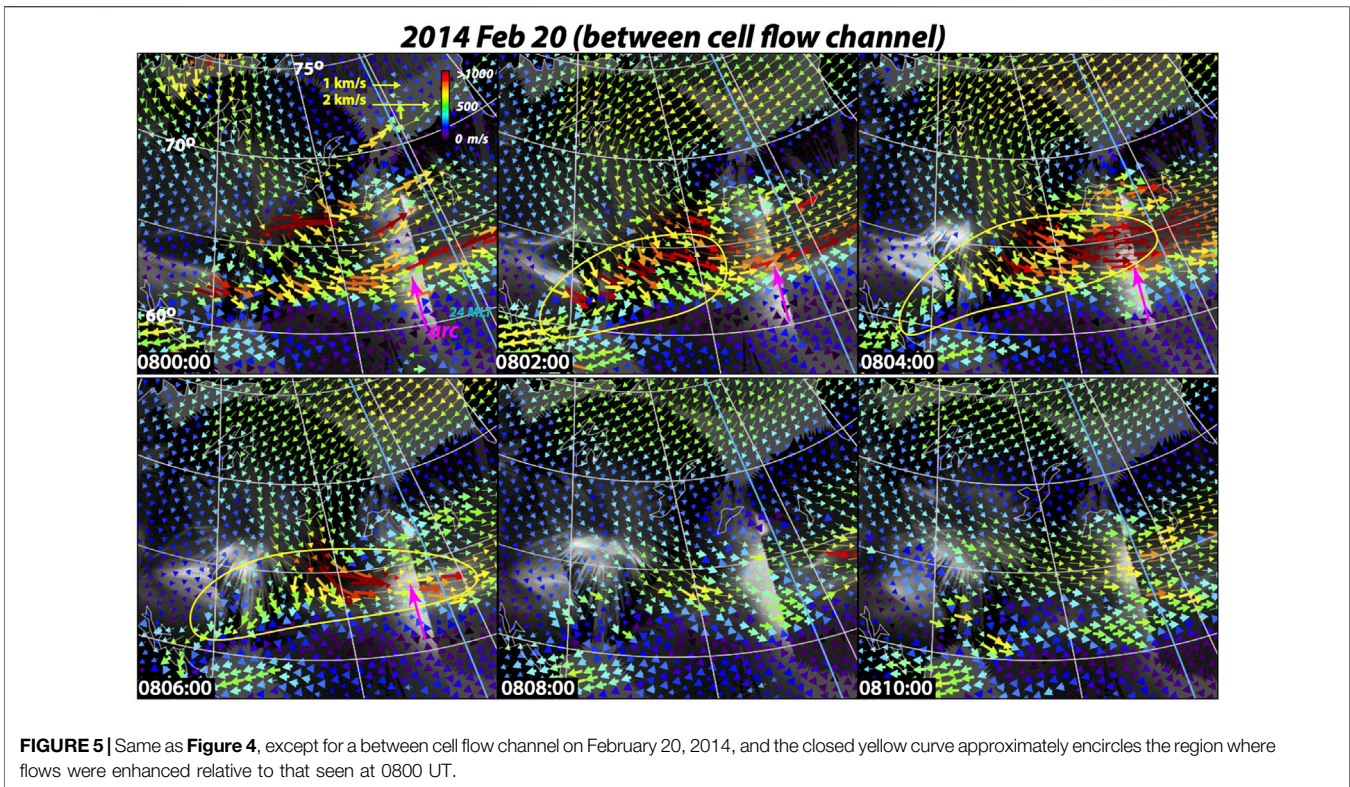 2014 Feb 20 (between cell flow channel)
75º
1 km/s
2 km/s
>1000
500
0 m/s
70º
60º
24 MLT
arc
0800:00
0802:00
0804:00
0806:00
0808:00
0810:00
FIGURE 5 | Same as Figure 4, except for a between cell flow channel on February 20, 2014, and the closed yellow curve approximately encircles the region where
flows were enhanced relative to that seen at 0800 UT.